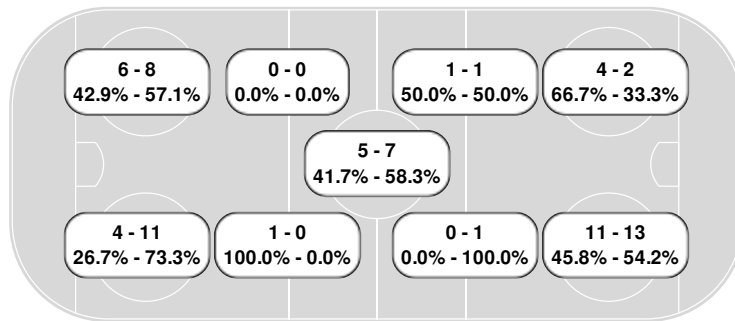 6 - 8
42.9% - 57.1%
0 - 0
0.0% - 0.0%
1 - 1
50.0% - 50.0%
4 - 2
66.7% - 33.3%
5 - 7
41.7% - 58.3%
4 - 11
26.7% - 73.3%
1 - 0
100.0% - 0.0%
0 - 1
0.0% - 100.0%
11 - 13
45.8% - 54.2%